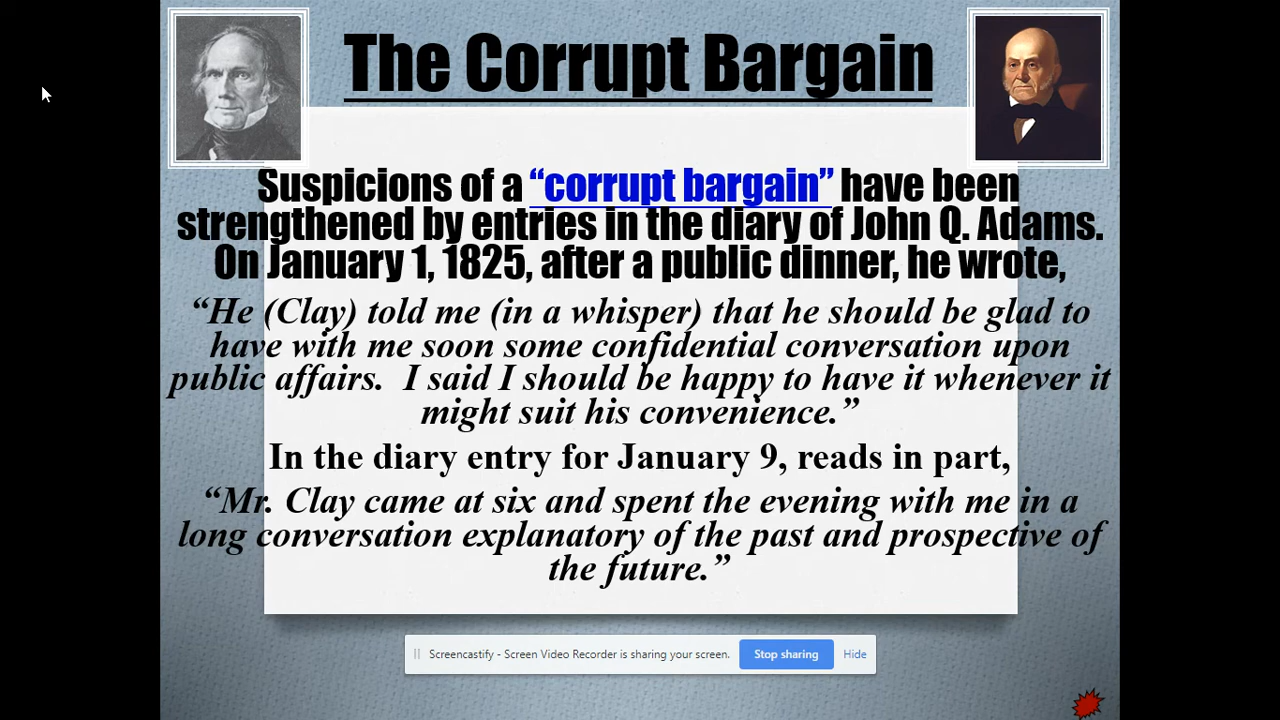 The Corrupt Bargain
Suspicions of a “corrupt bargain” have been
strengthened by entries in the diary of John Q. Adams.
On January 1, 1825, after a public dinner, he wrote,
“He (Clay) told me (in a whisper) that he should be glad to
have with me soon some confidential conversation upon
public affairs.  I said I should be happy to have it whenever it
might suit his convenience.”
In the diary entry for January 9, reads in part,
“Mr. Clay came at six and spent the evening with me in a
long conversation explanatory of the past and prospective of
the future.”
Screencastify - Screen Video Recorder is sharing your screen. Stop sharing Hide